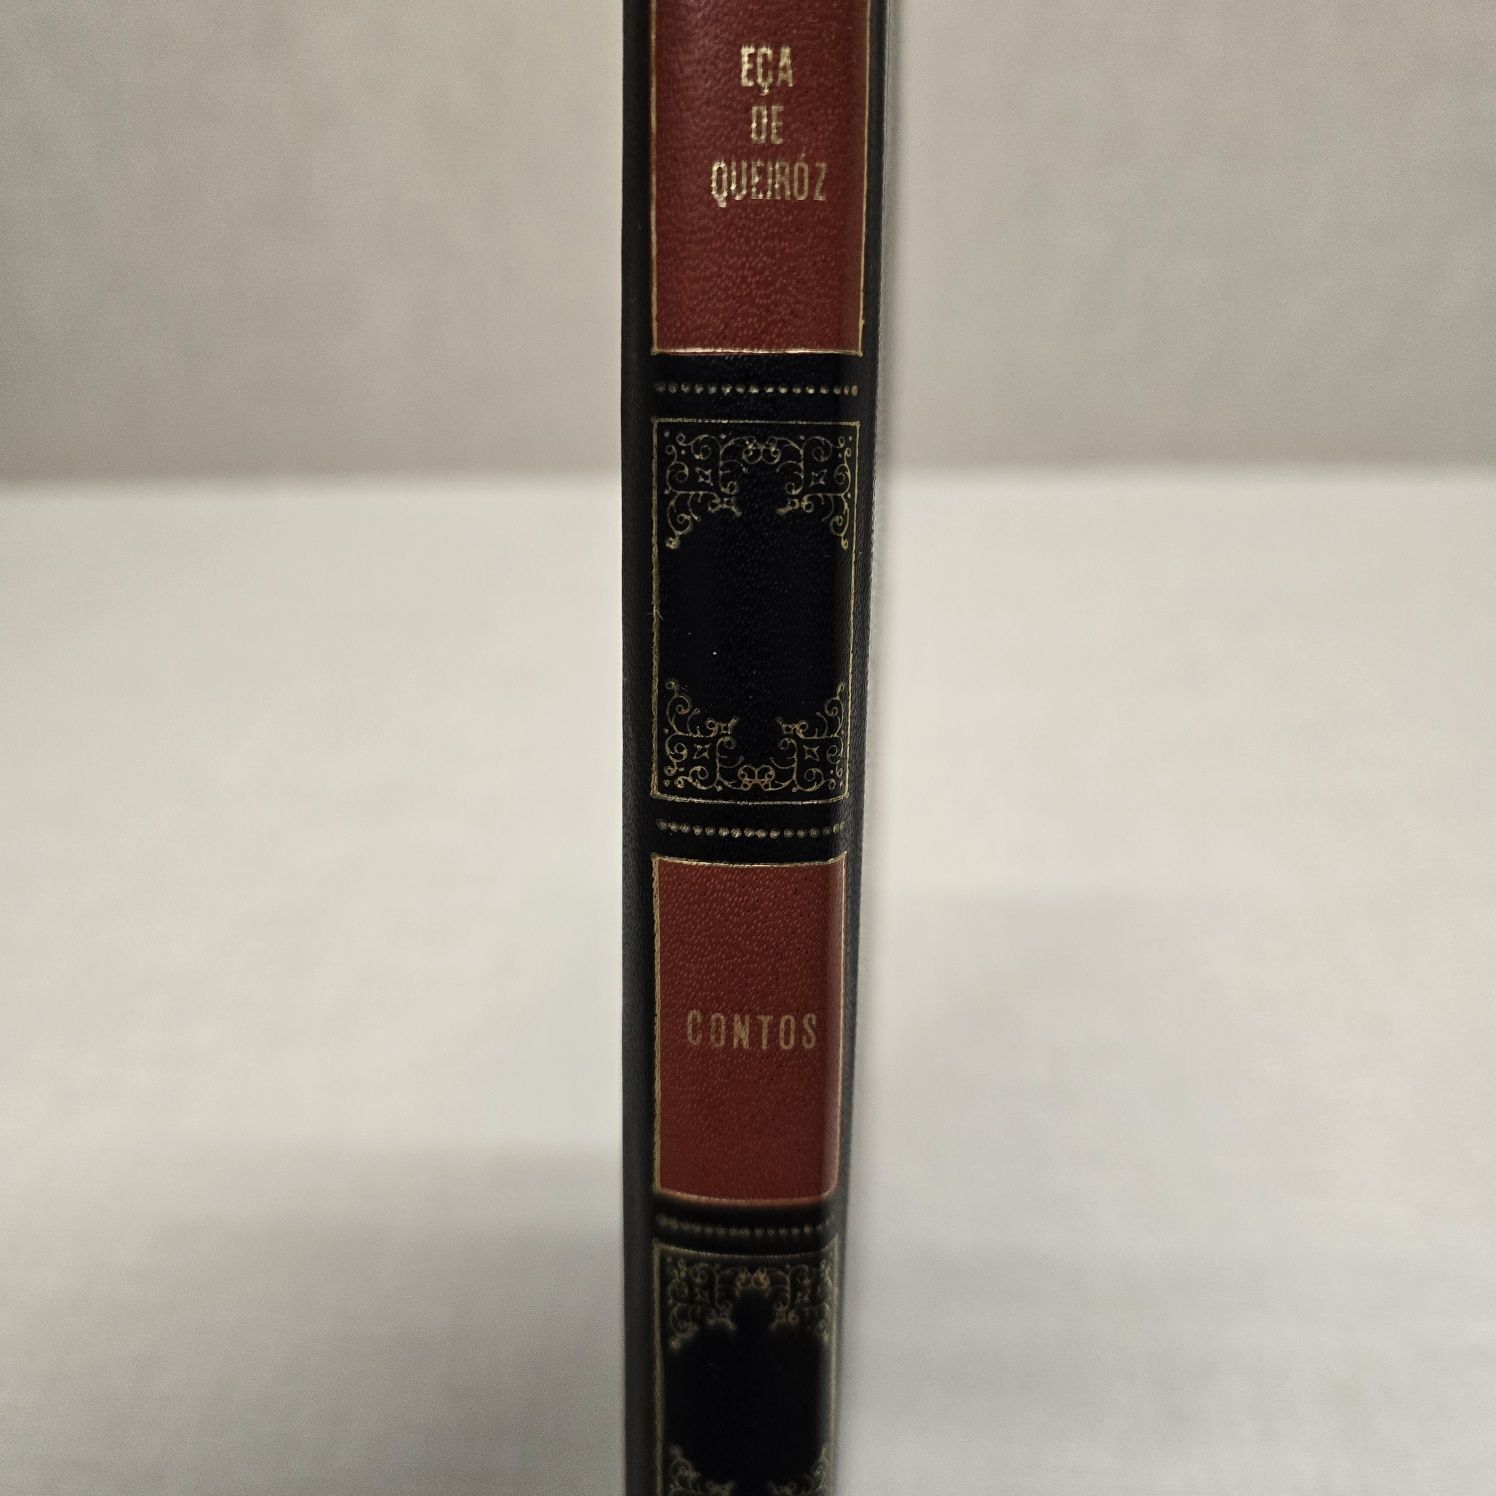 EÇA
DE
QUEIRÓZ
CONTOS